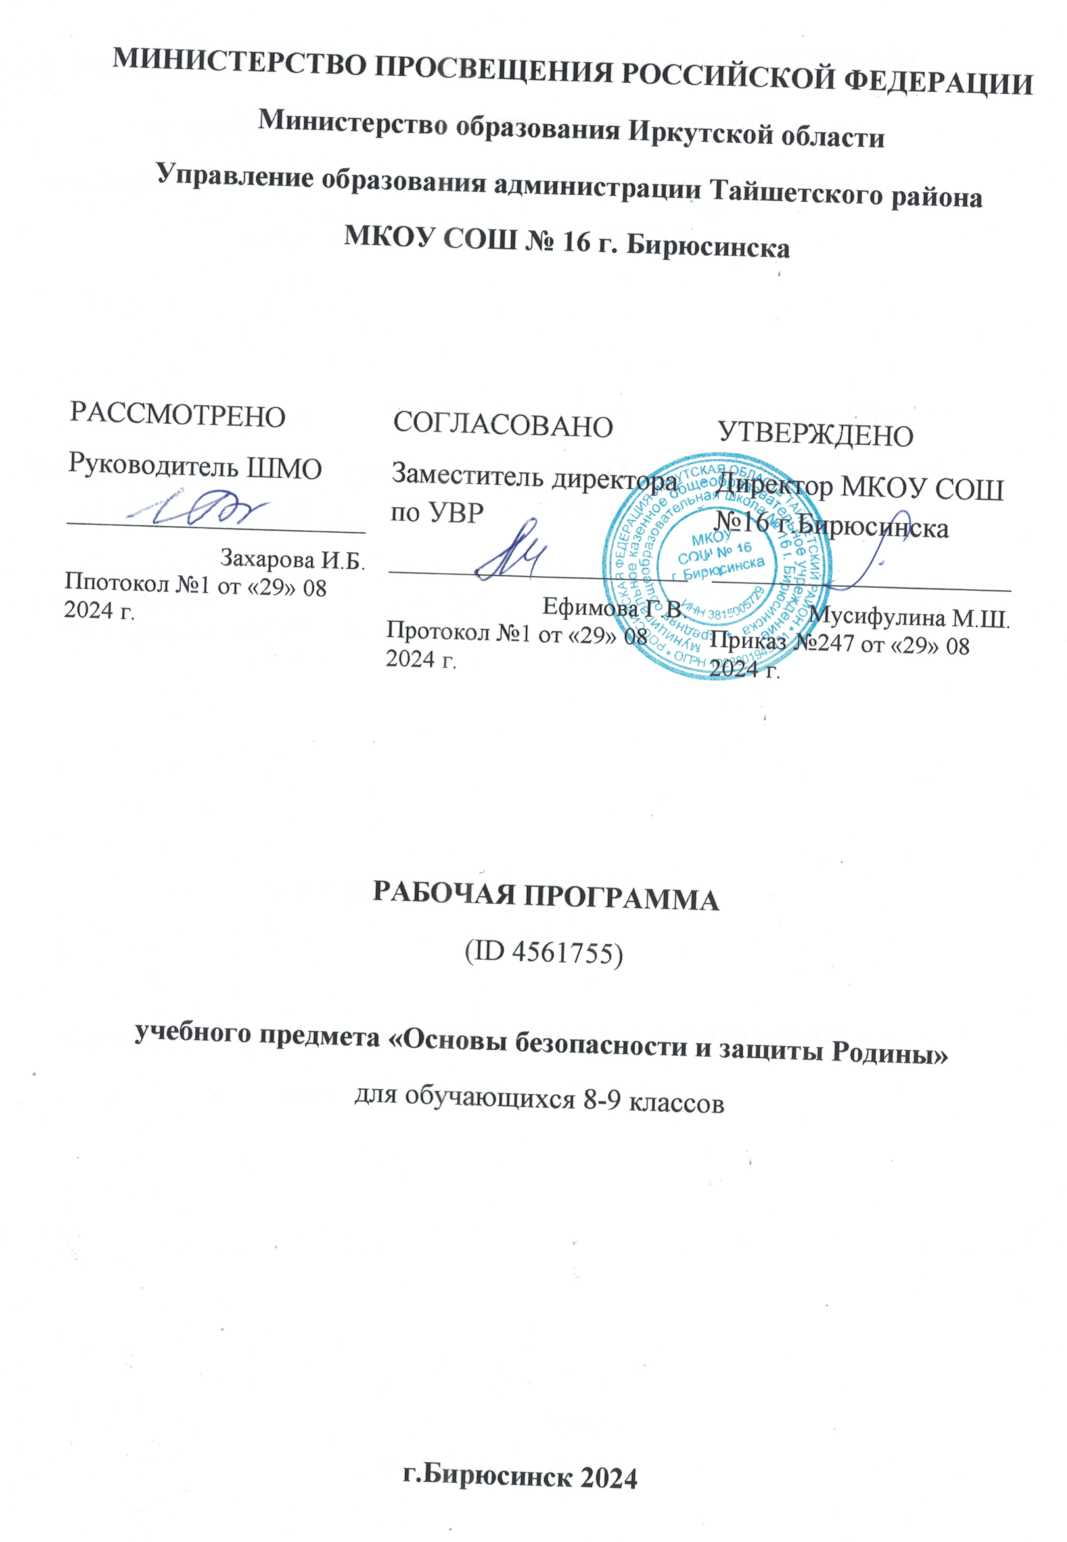 МИНИСТЕРСТВО ПРОСВЕЩЕНИЯ РОССИЙСКОЙ ФЕДЕРАЦИИ
Министерство образования Иркутской области
Управление образования администрации Тайшетского района
МКОУ СОШ № 16 г. Бирюсинска
РАССМОТРЕНО
Руководитель ШМО
Захарова И.Б.
Ппотокол №1 от «29» 08
2024 г.
СОГЛАСОВАНО
Заместитель директора
по УВР
Ефимова Г.В.
Протокол №1 от «29» 08
2024 г.
УТВЕРЖДЕНО
Директор МКОУ СОШ
№16 г.Бирюсинска
Мусифулина М.Ш.
Приказ №247 от «29» 08
2024 г.
МКОУ
СОШ № 16
г. Бирюсинска
ИНН 3815005729
РАБОЧАЯ ПРОГРАММА
(ID 4561755)
учебного предмета «Основы безопасности и защиты Родины»
для обучающихся 8-9 классов
г.Бирюсинск 2024